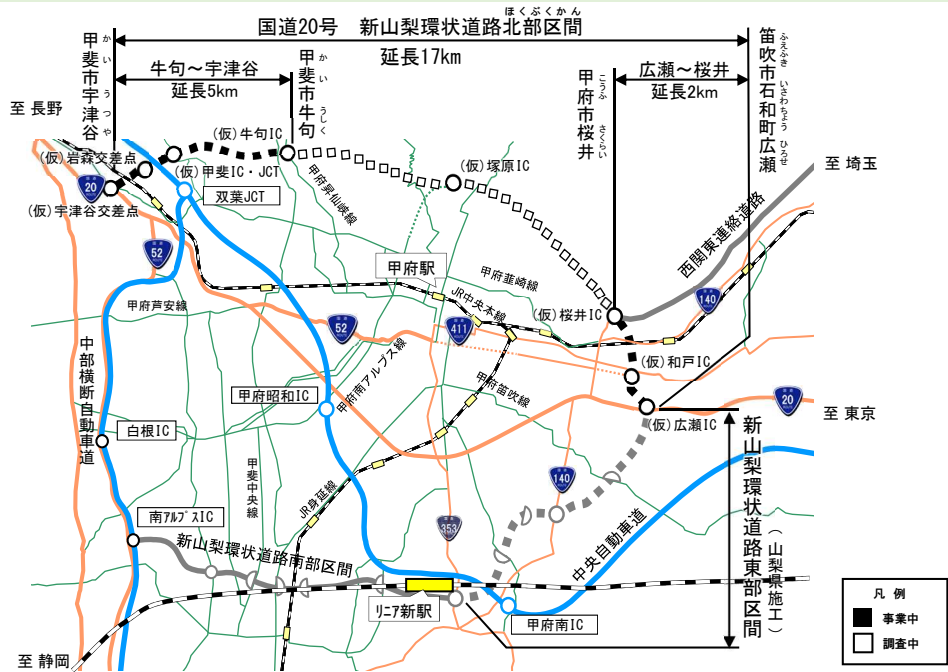 ほくぶくかん
国道20号 新山梨環状道路北部区間
延長17km
牛句～宇津谷
延長5km
広瀬～桜井
延長2km
甲斐市宇津谷
かい うつや
甲斐市牛句
かい うしく
甲府市桜井
こうふ さくらい
笛吹市石和町広瀬
ふえふき いさわちょう ひろせ
至 長野
至 埼玉
至 東京
至 静岡
(仮)岩森交差点
(仮)牛句IC
(仮)甲斐IC・JCT
(仮)宇津谷交差点
双葉JCT
(仮)塚原IC
甲府昇仙峡線
西関東連絡道路
甲府駅
甲府韮崎線
JR中央本線
(仮)桜井IC
(仮)和戸IC
(仮)広瀬IC
甲府芦安線
甲府南アルプス線
甲府笛吹線
甲府昭和IC
中部横断自動車道
白根IC
甲斐中央線
JR身延線
南ｱﾙﾌﾟｽIC
新山梨環状道路南部区間
ﾘﾆｱ新駅
甲府南IC
中央自動車道
新山梨環状道路東部区間
(山梨県施工)
20
52
52
411
140
20
140
353
凡例
事業中
調査中